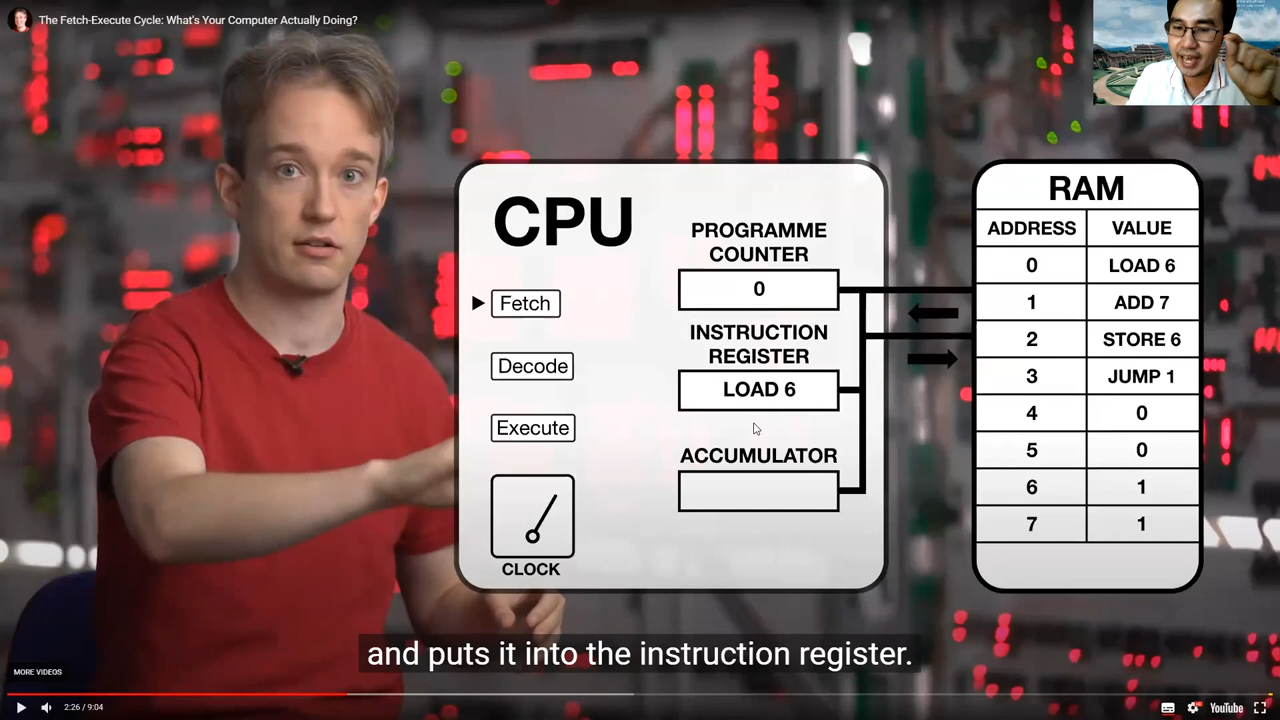 The Fetch-Execute Cycle: What's Your Computer Actually Doing?
CPU
Fetch
Decode
Execute
CLOCK
PROGRAMME
COUNTER
0
INSTRUCTION
REGISTER
LOAD 6
ACCUMULATOR
RAM
ADDRESS VALUE
0 LOAD 6
1 ADD 7
2 STORE 6
3 JUMP 1
4 0
5 0
6 1
7 1
and puts it into the instruction register.
MORE VIDEOS
2:26 / 9:04
YouTube